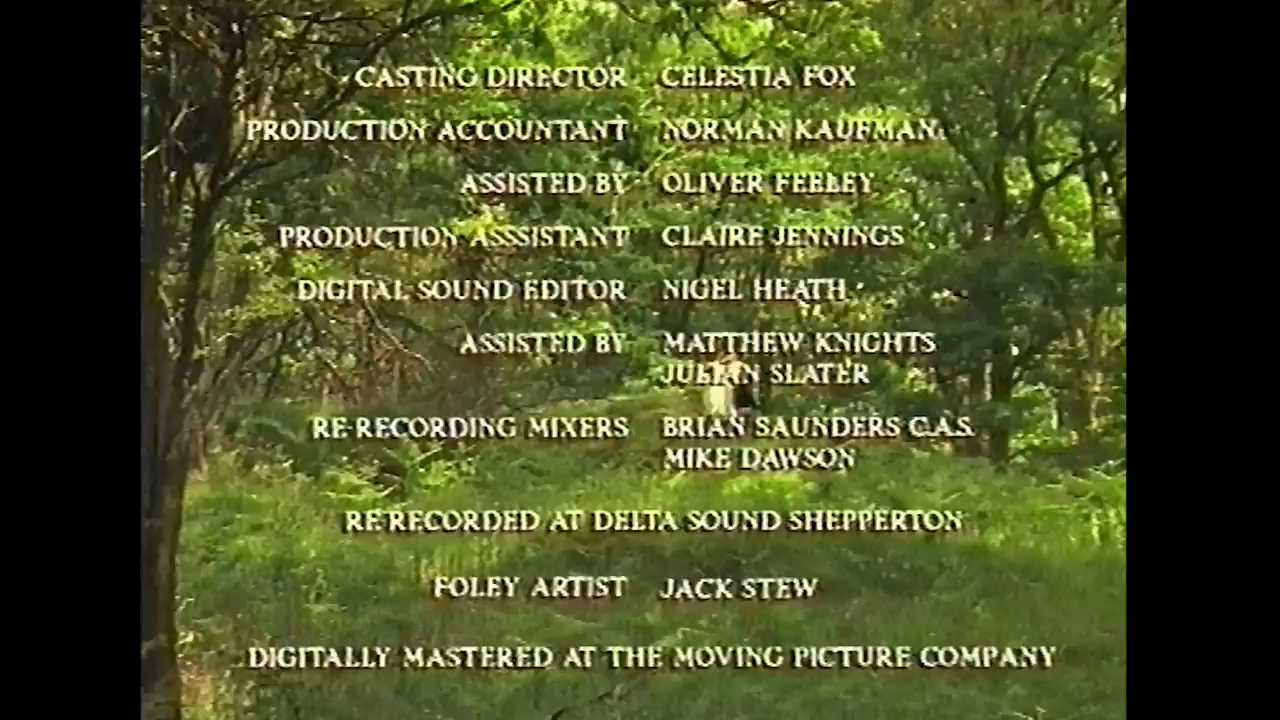 CASTING DIRECTOR CELESTIA FOX
PRODUCTION ACCOUNTANT NORMAN KAUFMAN
ASSISTED BY OLIVER FEELEY
PRODUCTION ASSSISTANT CLAIRE JENNINGS
DIGITAL SOUND EDITOR NIGEL HEATH
ASSISTED BY MATTHEW KNIGHTS
JULIAN SLATER
RE-RECORDING MIXERS BRIAN SAUNDERS C.A.S.
MIKE DAWSON
RE-RECORDED AT DELTA SOUND SHEPPERTON
FOLEY ARTIST JACK STEW
DIGITALLY MASTERED AT THE MOVING PICTURE COMPANY